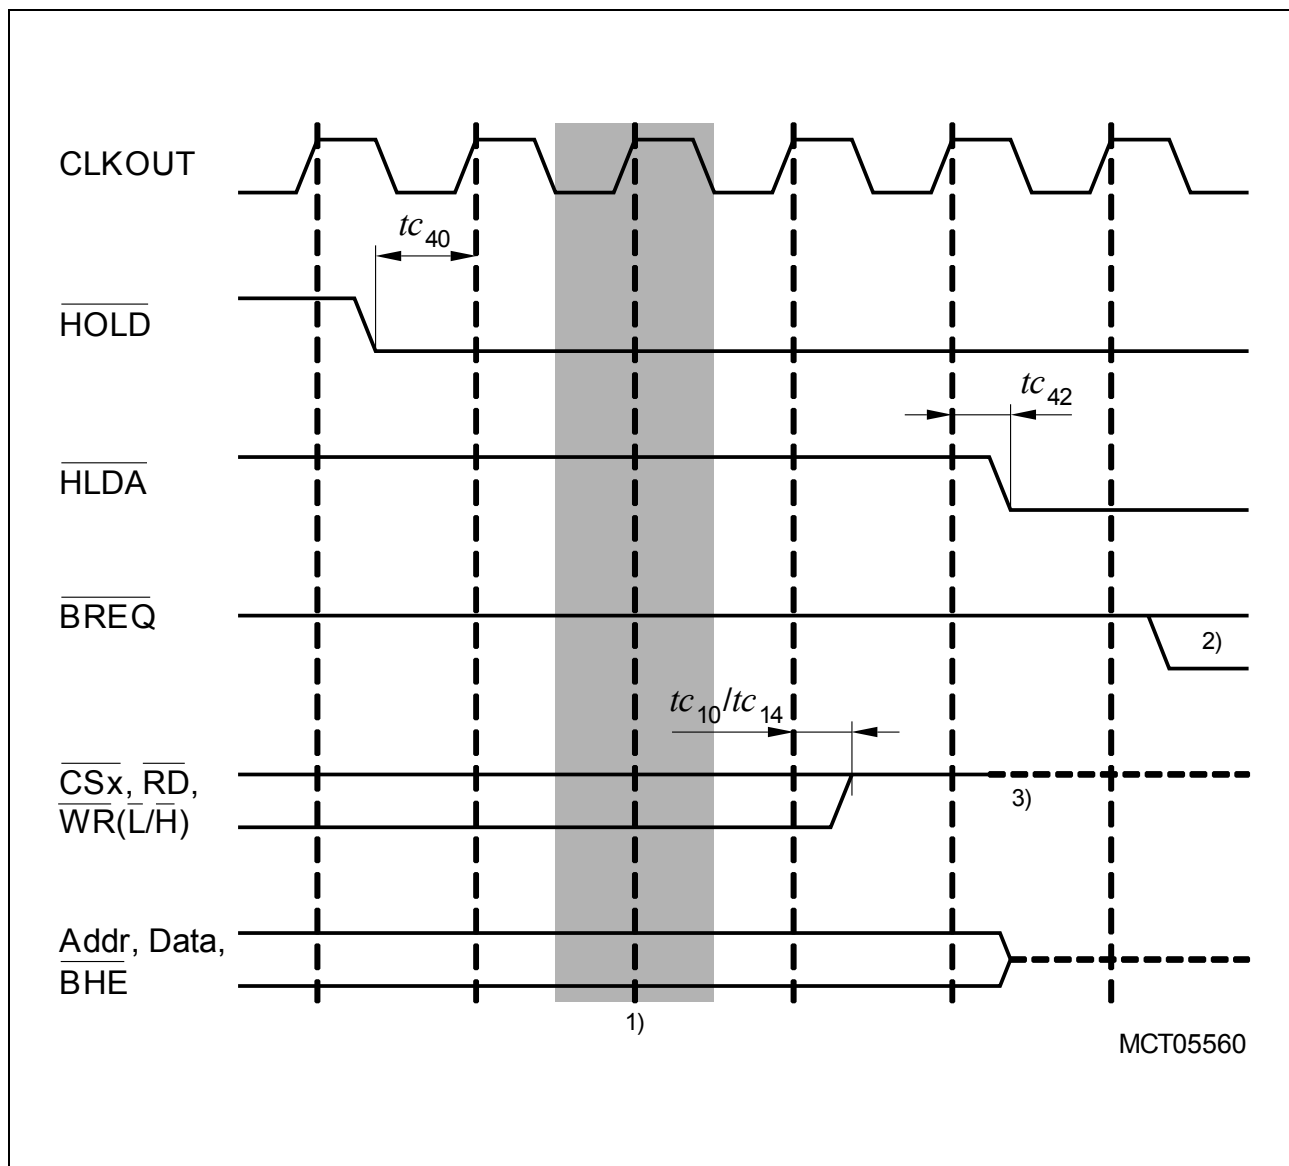 CLKOUT
tc40
HOLD
tc42
HLDA
BREQ
2)
tc10/tc14
CSx, RD,
WR(L/H)
3)
Addr, Data,
BHE
1)
MCT05560